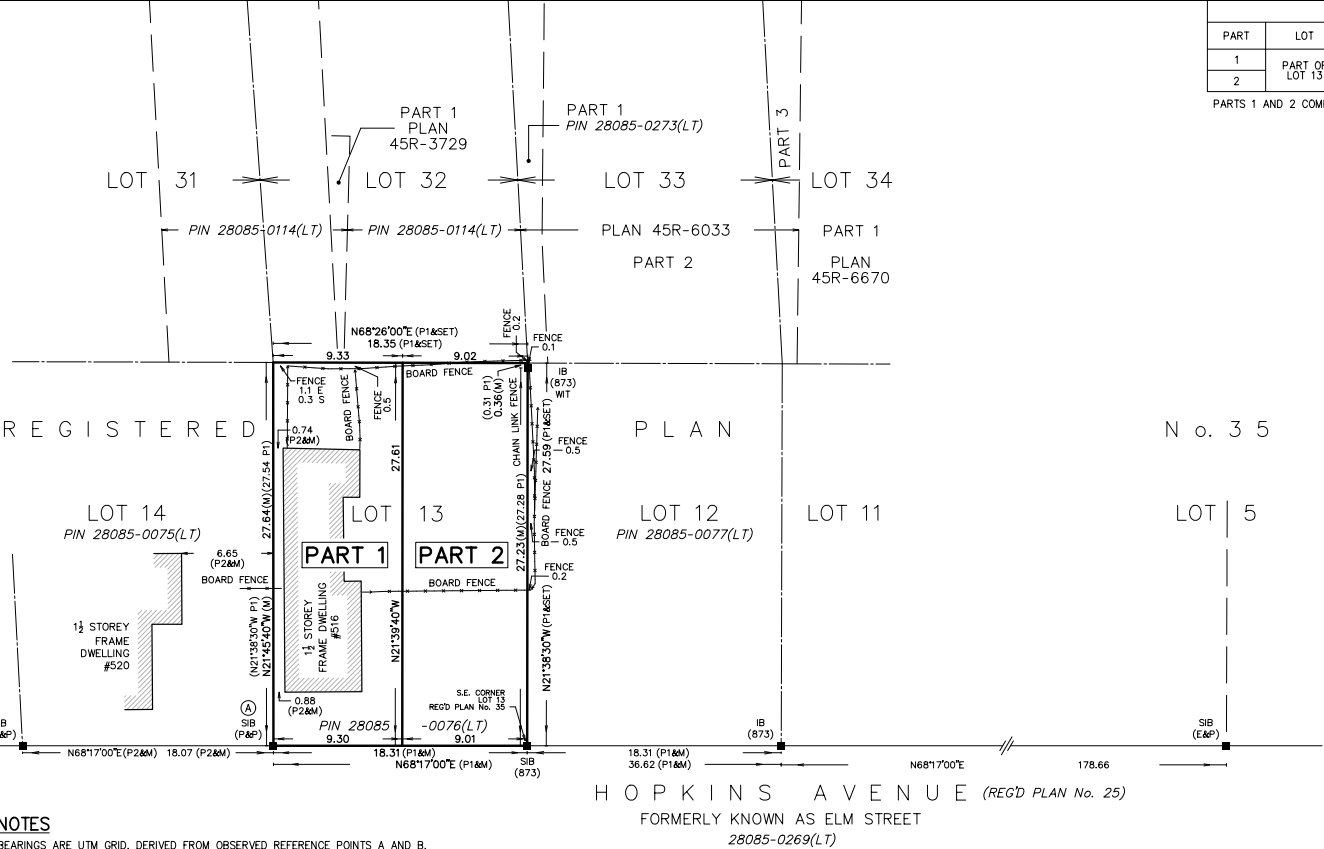 PART LOT
1
2
PART OF
LOT 13
PARTS 1 AND 2 COM
PART 1
PLAN
45R-3729
PART 1
PIN 28085-0273(LT)
PART 3
LOT 31
LOT 32
LOT 33
LOT 34
PIN 28085-0114(LT)
PIN 28085-0114(LT)
PLAN 45R-6033
PART 2
PART 1
PLAN
45R-6670
N68°26'00"E (P1&SET)
18.35 (P1&SET)
9.33
9.02
FENCE
0.2
FENCE
0.1
BOARD FENCE
FENCE
1.1 E
0.3 S
BOARD FENCE
FENCE
0.5
(0.31 P1)
0.36(M)
IB
(873)
WIT
CHAIN LINK FENCE
REGISTERED PLAN No. 35
0.74
(P2&M)
27.64(M)(27.54 P1)
27.61
27.23(M)(27.28 P1)
BOARD FENCE
27.59 (P1&SET)
FENCE
0.5
LOT 14
PIN 28085-0075(LT)
LOT 13
LOT 12
PIN 28085-0077(LT)
LOT 11
LOT 5
PART 1
PART 2
FENCE
0.5
FENCE
0.2
6.65
(P2&M)
BOARD FENCE
BOARD FENCE
1½ STOREY
FRAME
DWELLING
#520
1½ STOREY
FRAME DWELLING
#516
(N21°38'30"W P1)
N21°45'40"W (M)
N21°39'40"W
N21°38'30"W (P1&SET)
0.88
(P2&M)
S.E. CORNER
LOT 13
REG'D PLAN No. 35
A
SIB
(P&P)
B
&P)
PIN 28085-0076(LT)
9.30
9.01
IB
(873)
SIB
(E&P)
N68°17'00"E(P2&M) 18.07 (P2&M)
18.31 (P1&M)
N68°17'00"E (P1&M)
SIB
(873)
18.31 (P1&M)
36.62 (P1&M)
N68°17'00"E 178.66
HOPKINS AVENUE (REG'D PLAN No. 25)
FORMERLY KNOWN AS ELM STREET
28085-0269(LT)
NOTES
BEARINGS ARE UTM GRID, DERIVED FROM OBSERVED REFERENCE POINTS A AND B,